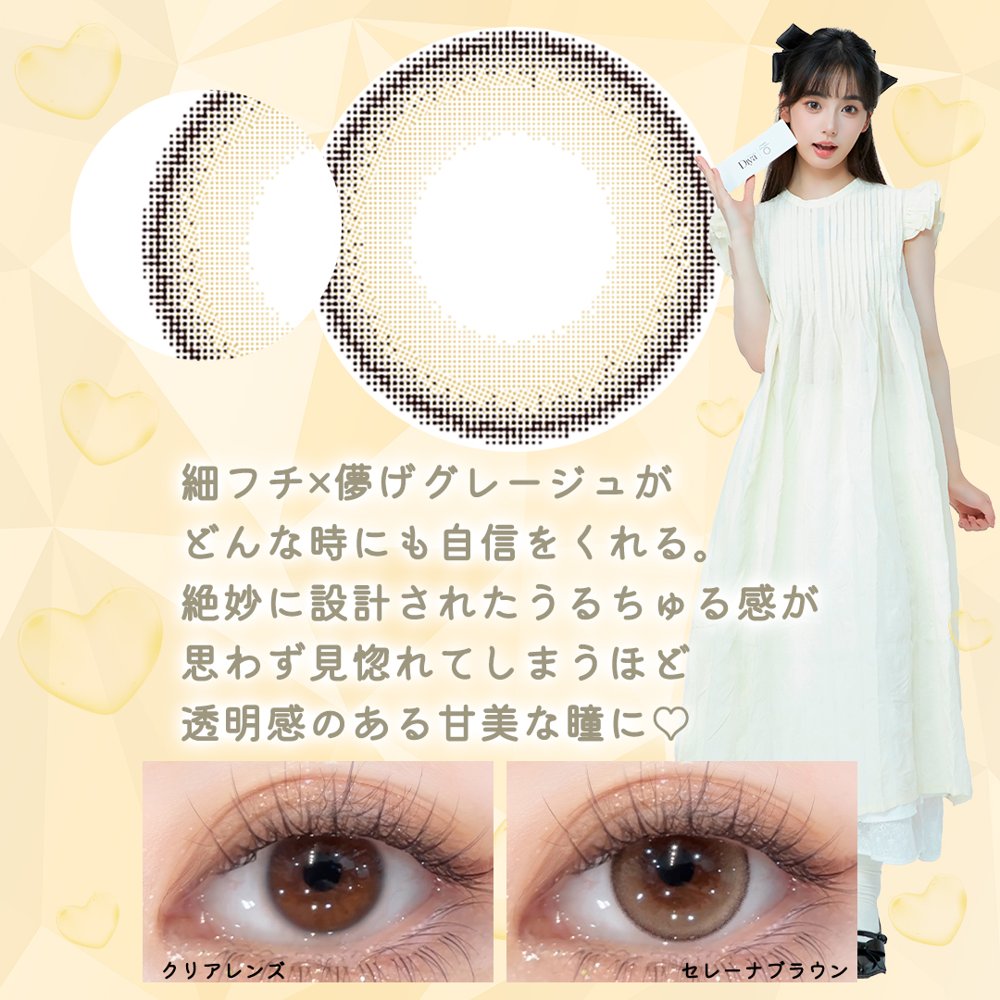 Diya
細フチ×儚げグレージュが
どんな時にも自信をくれる。
絶妙に設計されたうるちゅる感が
思わず見惚れてしまうほど
透明感のある甘美な瞳に♡
クリアレンズ
セレーナブラウン